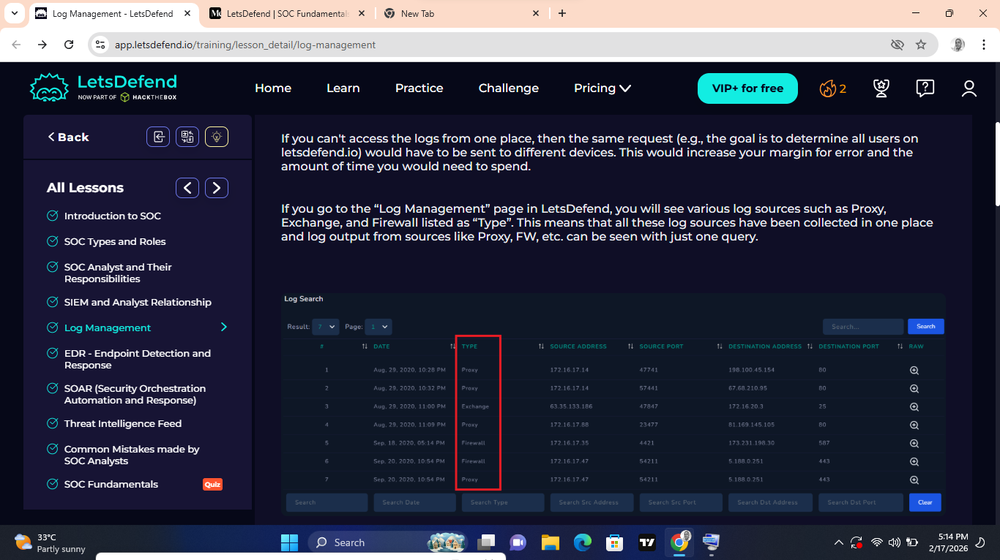 Log Management - LetsDefend
LetsDefend | SOC Fundamentals
New Tab
app.letsdefend.io/training/lesson_detail/log-management
LetsDefend
NOW PART OF HACKTHEBOX
Home
Learn
Practice
Challenge
Pricing
VIP+ for free
2
Back
All Lessons
Introduction to SOC
SOC Types and Roles
SOC Analyst and Their
Responsibilities
SIEM and Analyst Relationship
Log Management
EDR - Endpoint Detection and
Response
SOAR (Security Orchestration
Automation and Response)
Threat Intelligence Feed
Common Mistakes made by
SOC Analysts
SOC Fundamentals Quiz
If you can't access the logs from one place, then the same request (e.g., the goal is to determine all users on
letsdefend.io) would have to be sent to different devices. This would increase your margin for error and the
amount of time you would need to spend.
If you go to the “Log Management” page in LetsDefend, you will see various log sources such as Proxy,
Exchange, and Firewall listed as “Type”. This means that all these log sources have been collected in one place
and log output from sources like Proxy, FW, etc. can be seen with just one query.
Log Search
Result: 7 Page: 1 Search... Search
# DATE TYPE SOURCE ADDRESS SOURCE PORT DESTINATION ADDRESS DESTINATION PORT RAW
1 Aug, 29, 2020, 10:28 PM Proxy 172.16.17.14 47741 198.100.45.154 80
2 Aug, 29, 2020, 10:32 PM Proxy 172.16.17.14 57441 67.68.210.95 80
3 Aug, 29, 2020, 11:00 PM Exchange 63.35.133.186 47847 172.16.20.3 25
4 Aug, 29, 2020, 11:09 PM Proxy 172.16.17.88 23477 81.169.145.105 80
5 Sep, 18, 2020, 05:14 PM Firewall 172.16.17.35 4421 173.231.198.30 587
6 Sep, 20, 2020, 10:54 PM Firewall 172.16.17.47 54211 5.188.0.251 443
7 Sep, 20, 2020, 10:54 PM Proxy 172.16.17.47 54211 5.188.0.251 443
Search Search Date Search Type Search Src Address Search Src Port Search Dst Address Search Dst Port Clear
33°C
Partly sunny
Search
5:14 PM
2/17/2026